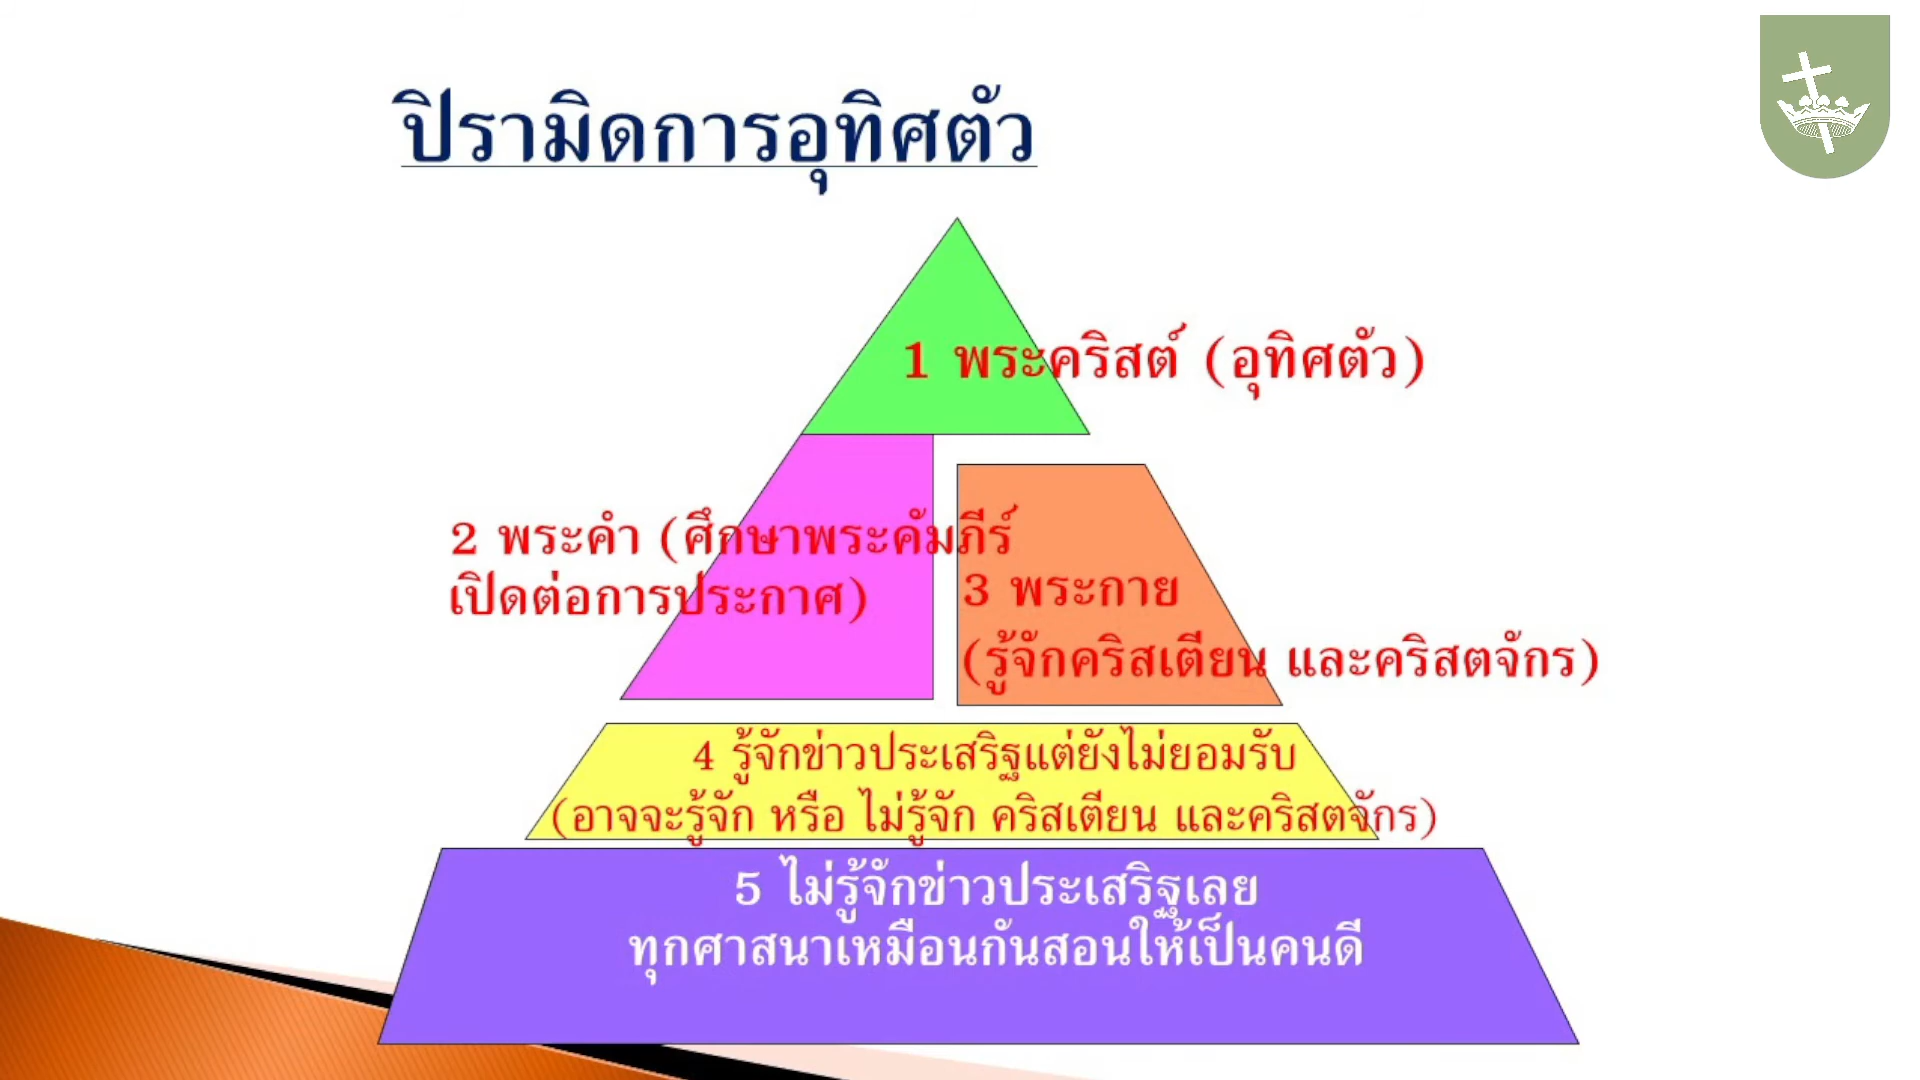 ปิรามิดการอุทิศตัว
1 พระคริสต์ (อุทิศตัว)
2 พระคำ (ศึกษาพระคัมภีร์
เปิดต่อการประกาศ)
3 พระกาย
(รู้จักคริสเตียน และคริสตจักร)
4 รู้จักข่าวประเสริฐแต่ยังไม่ยอมรับ
(อาจจะรู้จัก หรือ ไม่รู้จัก คริสเตียน และคริสตจักร)
5 ไม่รู้จักข่าวประเสริฐเลย
ทุกศาสนาเหมือนกันสอนให้เป็นคนดี